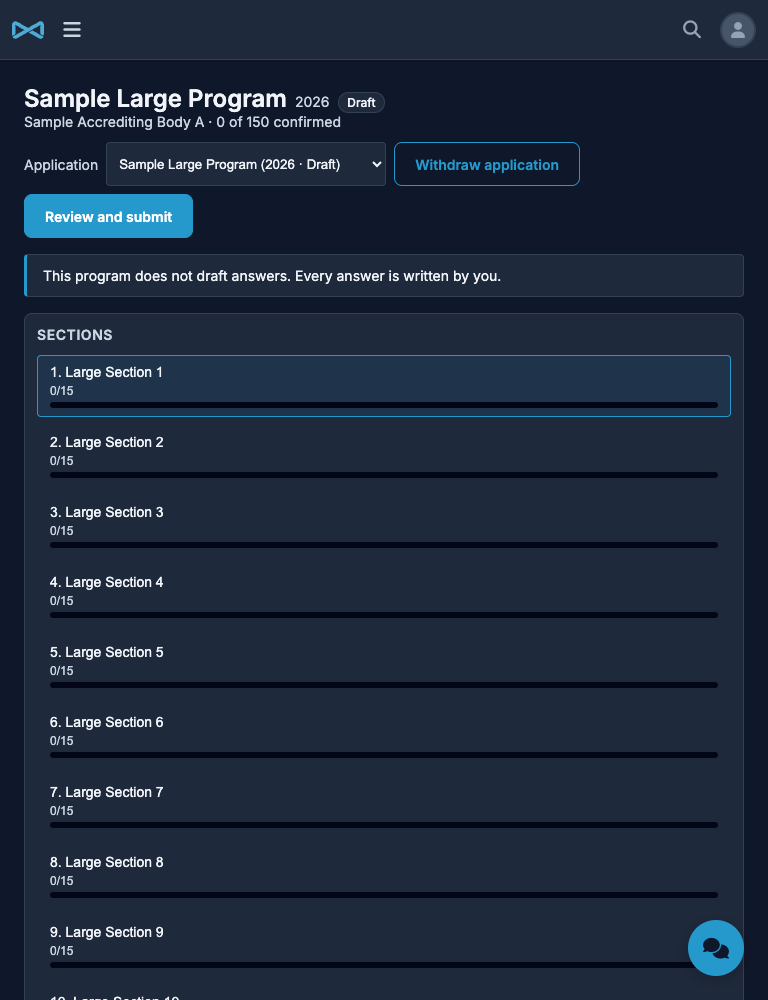 Sample Large Program 2026 Draft
Sample Accrediting Body A · 0 of 150 confirmed
Application Sample Large Program (2026 · Draft) Withdraw application
Review and submit
This program does not draft answers. Every answer is written by you.
SECTIONS
1. Large Section 1
0/15
2. Large Section 2
0/15
3. Large Section 3
0/15
4. Large Section 4
0/15
5. Large Section 5
0/15
6. Large Section 6
0/15
7. Large Section 7
0/15
8. Large Section 8
0/15
9. Large Section 9
0/15
10. Large Section 10